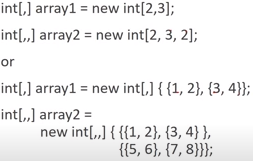 int[,] array1 = new int[2,3];
int[,,] array2 = new int[2, 3, 2];
or
int[,] array1 = new int[,] { {1, 2}, {3, 4}};
int[,,] array2 =
new int[,,] { {{1, 2}, {3, 4} },
{{5, 6}, {7, 8}}};